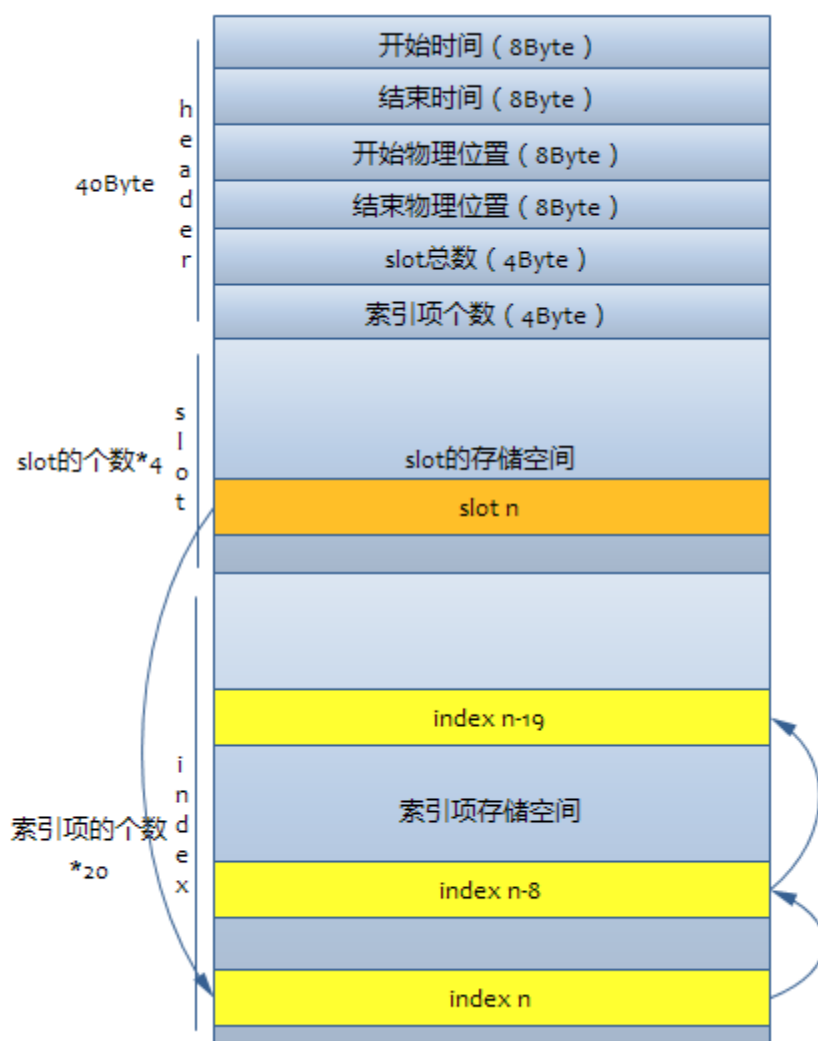 开始时间（8Byte）
结束时间（8Byte）
开始物理位置（8Byte）
结束物理位置（8Byte）
slot总数（4Byte）
索引项个数（4Byte）
header
40Byte
slot的存储空间
slot n
slot
slot的个数*4
index n-19
索引项存储空间
index n-8
index n
index
索引项的个数
*20